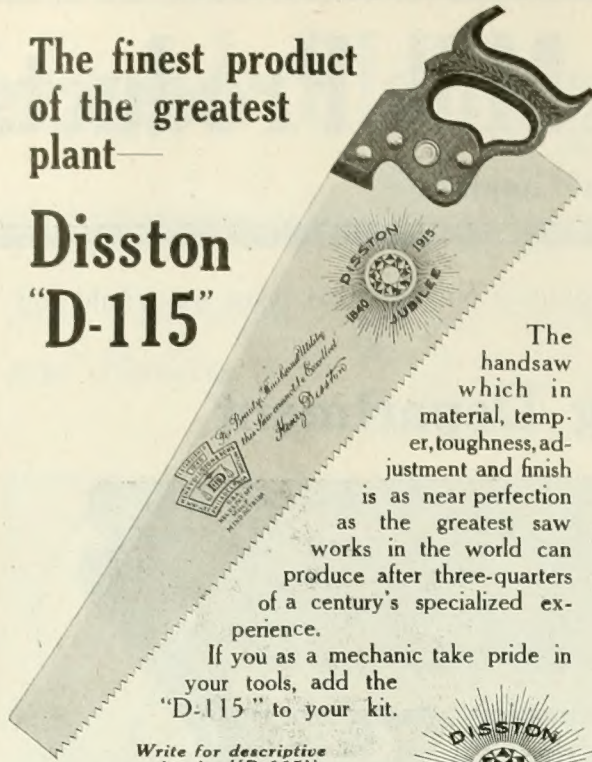 The finest product
of the greatest
plant—
Disston
"D-115"
DISSTON
1915
1840
JUBILEE
For Beauty, Finish and Utility
this Saw cannot be Excelled
Henry Disston
The
handsaw
which in
material, temp-
er, toughness, ad-
justment and finish
is as near perfection
as the greatest saw
works in the world can
produce after three-quarters
of a century's specialized ex-
perience.
If you as a mechanic take pride in
your tools, add the
"D-115" to your kit.
Write for descriptive
DISSTON